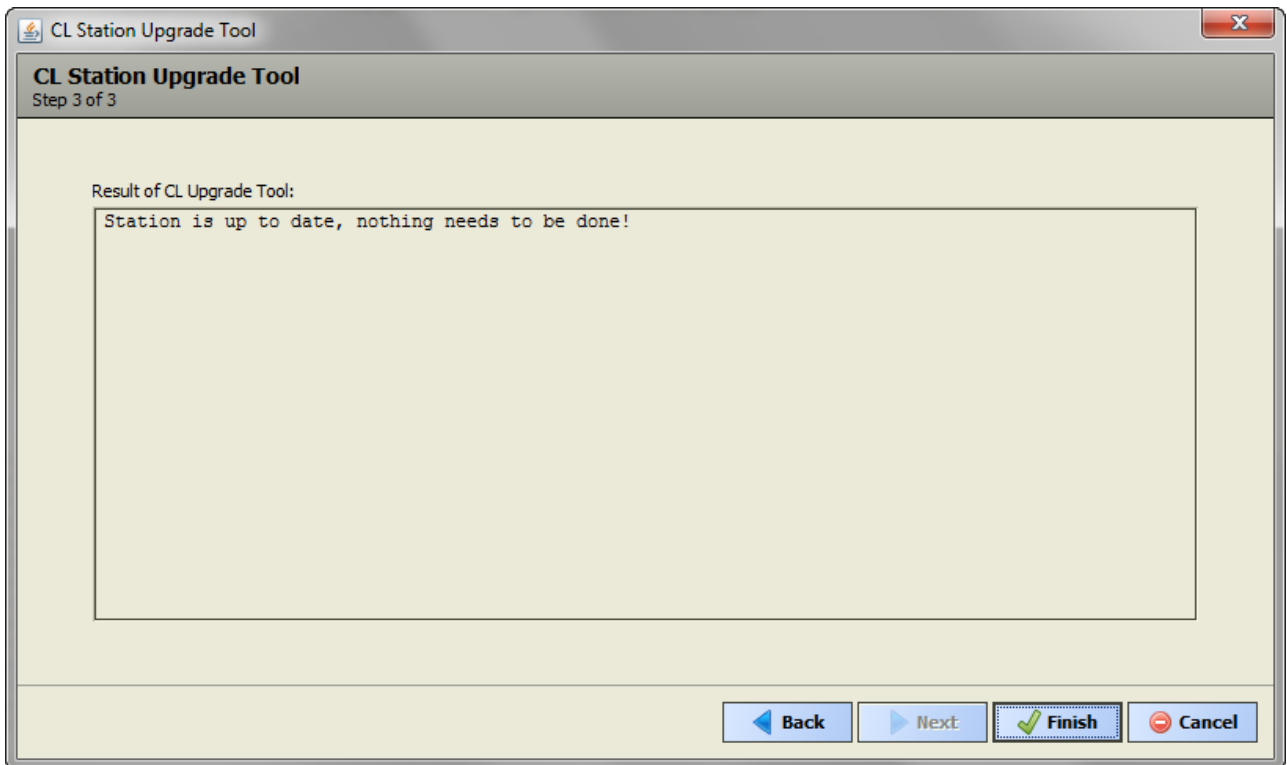 CL Station Upgrade Tool
CL Station Upgrade Tool
Step 3 of 3
Result of CL Upgrade Tool:
Station is up to date, nothing needs to be done!
Back Next Finish Cancel